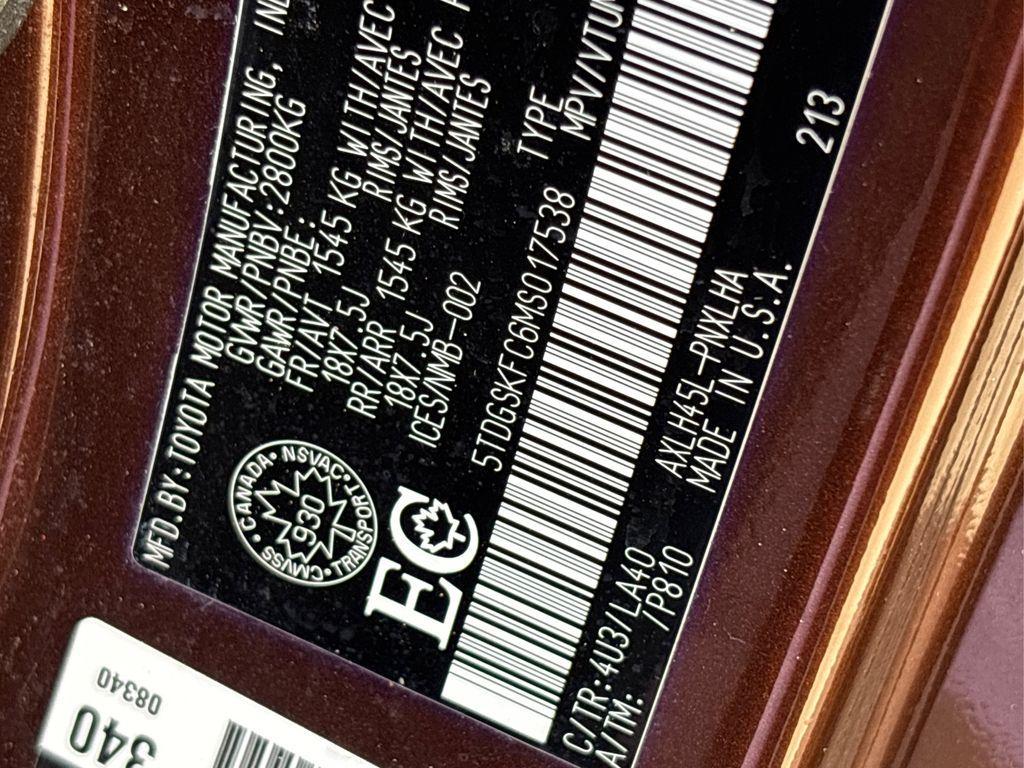 MFD.BY:TOYOTA MOTOR MANUFACTURING,
GVWR/PNBV:2800KG
GAWR/PNBE:
FR/AVT 1545 KG WITH/AVEC
18X7.5J RIMS/JANTES
RR/ARR 1545 KG WITH/AVEC
18X7.5J RIMS/JANTES
ICES/NMB-002
CANADA • NSVAC • TRANSPORT • CMVSS
930
EC
5TDGSKFC6MS017538 TYPE
MPV/VTUM
C/TR:4U3/LA40 AXLH45L-PNXLHA 213
A/TM: /P810 MADE IN U.S.A.
08340
340